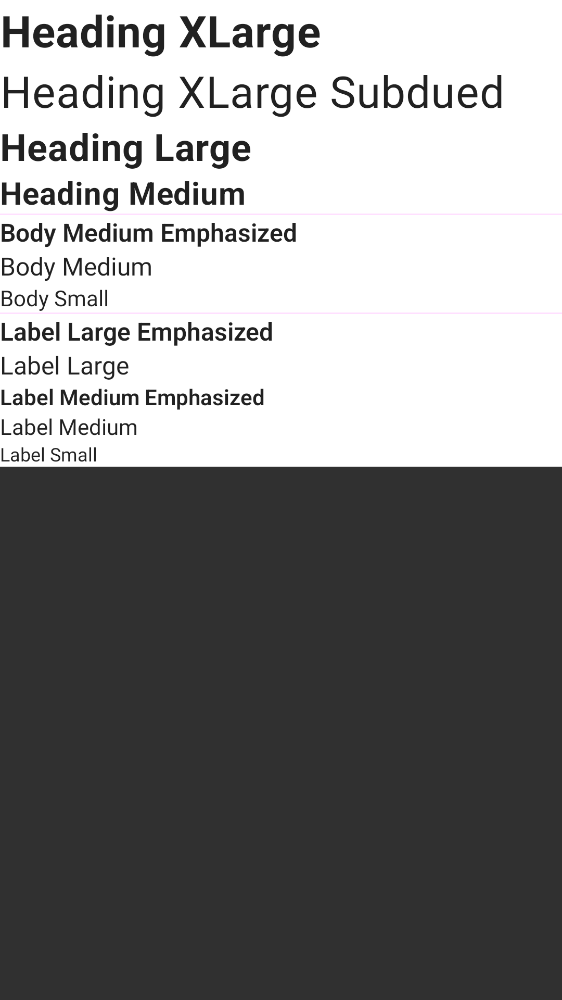 Heading XLarge
Heading XLarge Subdued
Heading Large
Heading Medium
Body Medium Emphasized
Body Medium
Body Small
Label Large Emphasized
Label Large
Label Medium Emphasized
Label Medium
Label Small